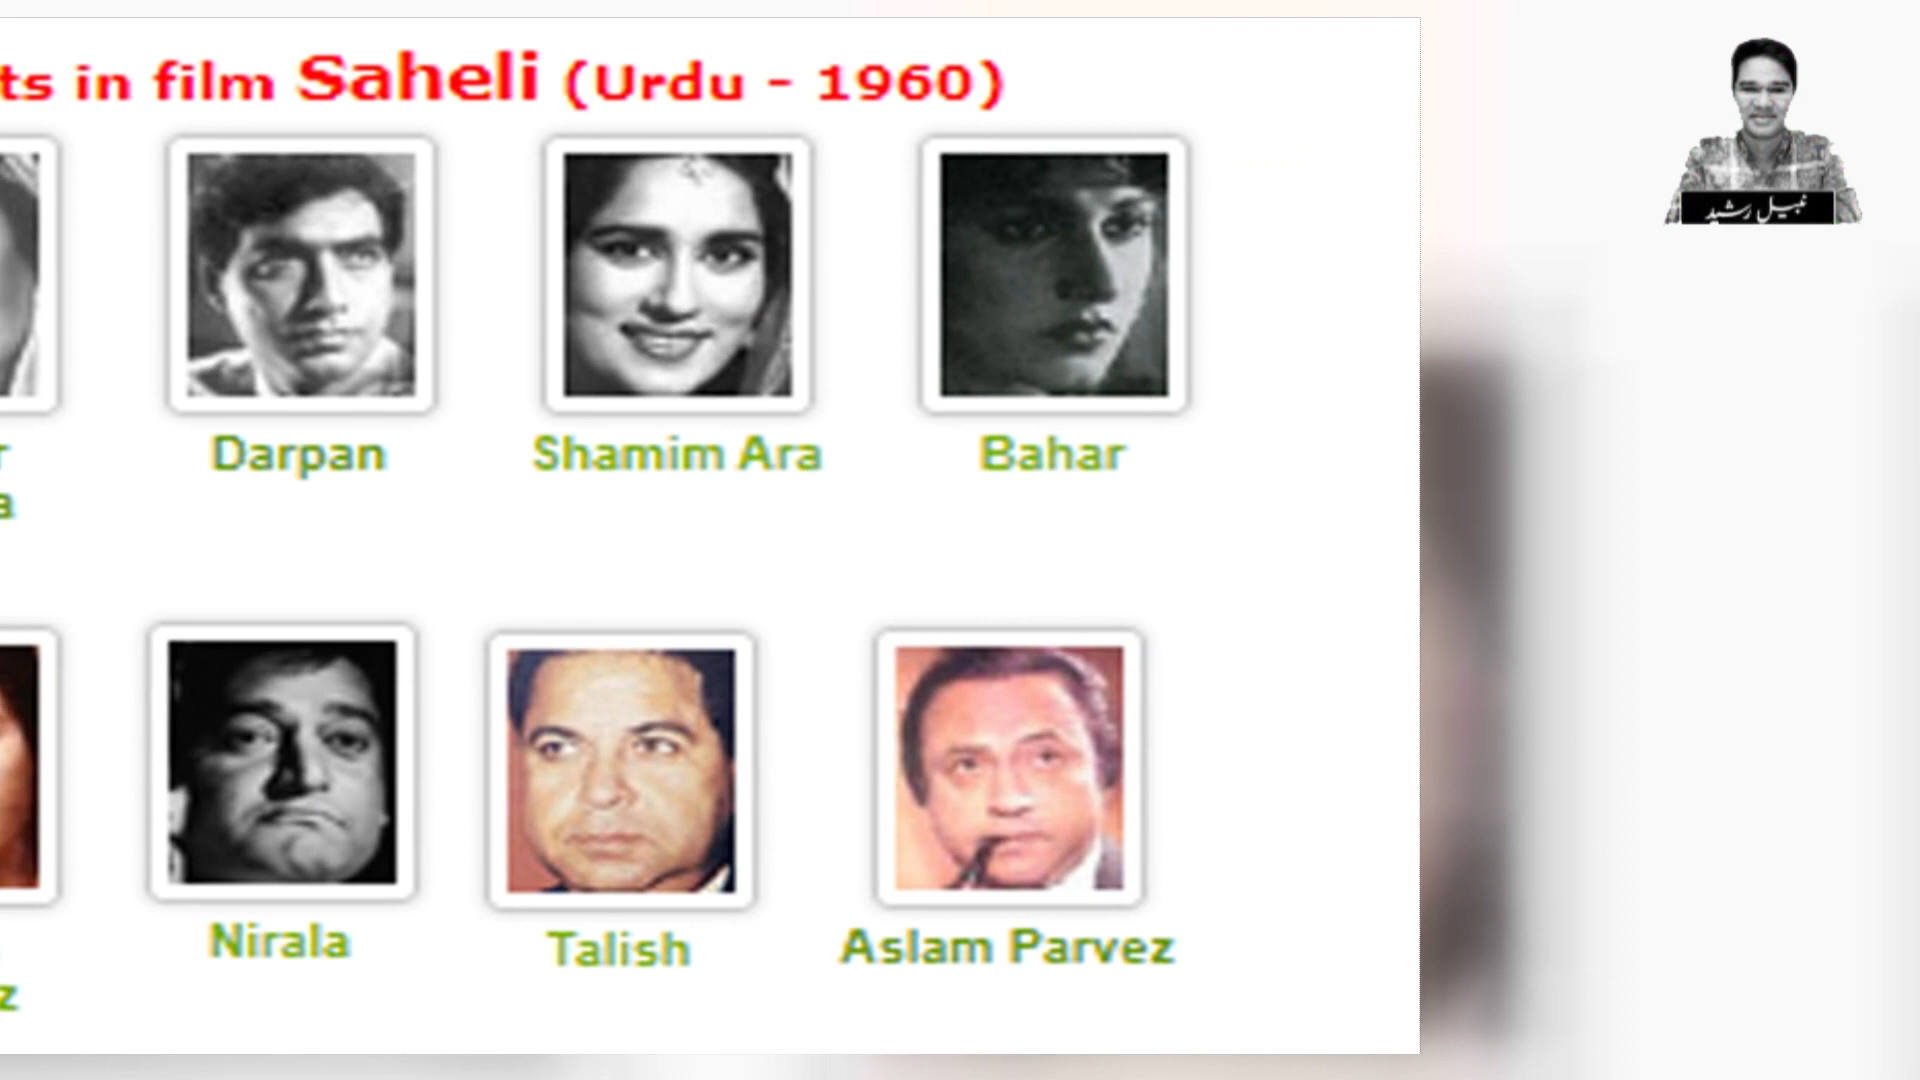 ts in film Saheli (Urdu - 1960)
نبیل رشید
r Darpan Shamim Ara Bahar
a
Nirala Talish Aslam Parvez
z